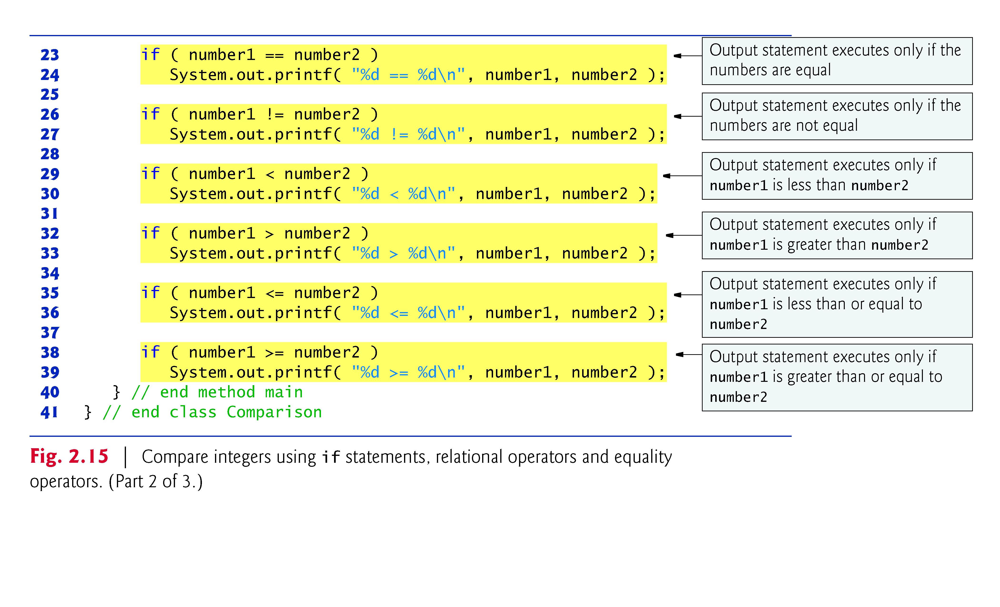 23 if ( number1 == number2 )
24 System.out.printf( "%d == %d\n", number1, number2 );
25
26 if ( number1 != number2 )
27 System.out.printf( "%d != %d\n", number1, number2 );
28
29 if ( number1 < number2 )
30 System.out.printf( "%d < %d\n", number1, number2 );
31
32 if ( number1 > number2 )
33 System.out.printf( "%d > %d\n", number1, number2 );
34
35 if ( number1 <= number2 )
36 System.out.printf( "%d <= %d\n", number1, number2 );
37
38 if ( number1 >= number2 )
39 System.out.printf( "%d >= %d\n", number1, number2 );
40 } // end method main
41 } // end class Comparison
Output statement executes only if the
numbers are equal
Output statement executes only if the
numbers are not equal
Output statement executes only if
number1 is less than number2
Output statement executes only if
number1 is greater than number2
Output statement executes only if
number1 is less than or equal to
number2
Output statement executes only if
number1 is greater than or equal to
number2
Fig. 2.15 | Compare integers using if statements, relational operators and equality
operators. (Part 2 of 3.)